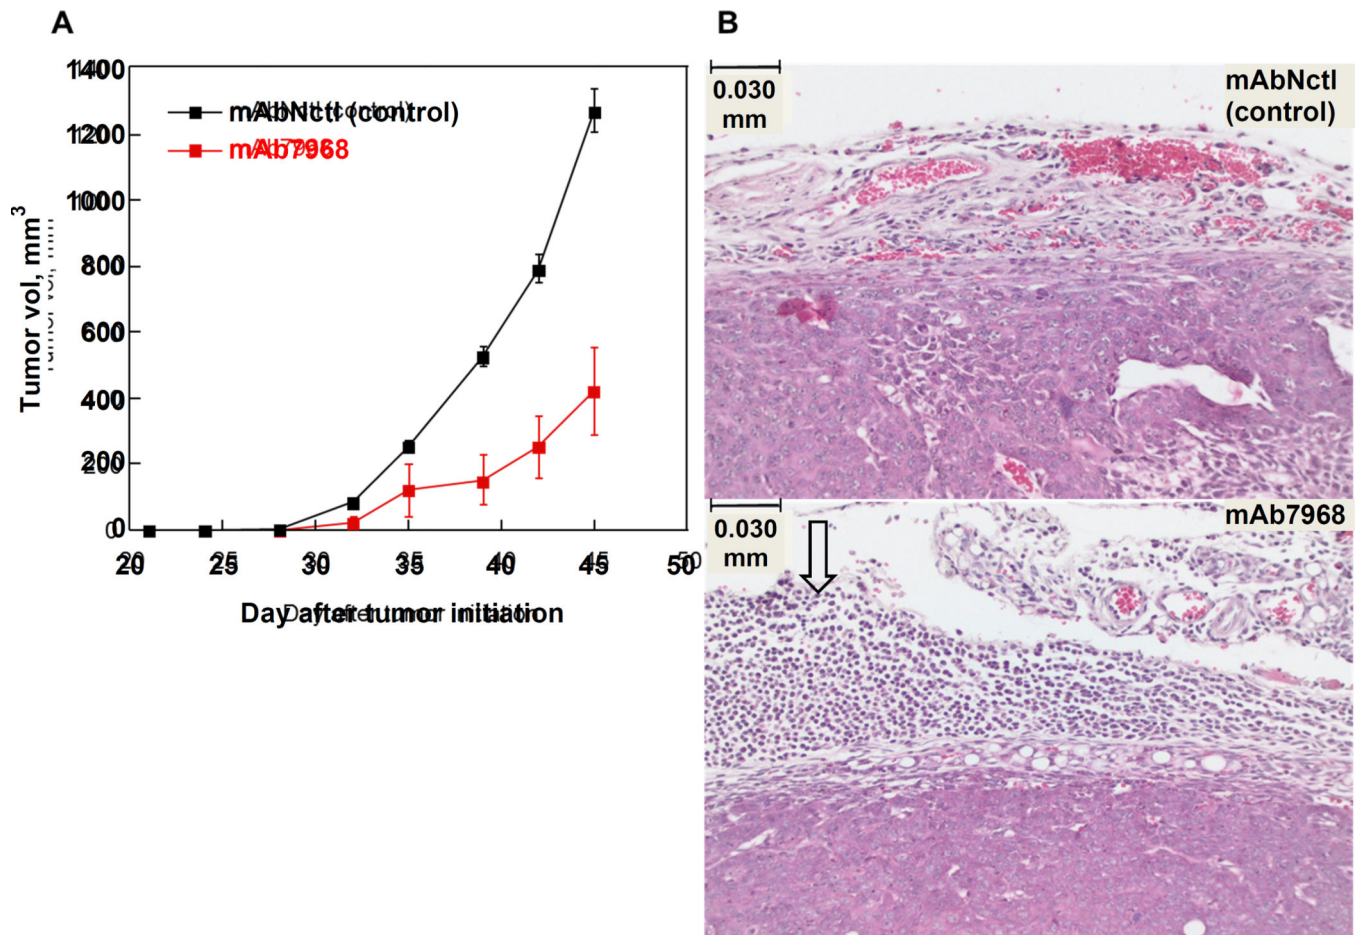 A
1400
1200
1000
800
600
400
200
0
Tumor vol, mm³
mAbNctl (control)
mAb7968
20 25 30 35 40 45 50
Day after tumor initiation
B
0.030
mm
mAbNctl
(control)
0.030
mm
mAb7968